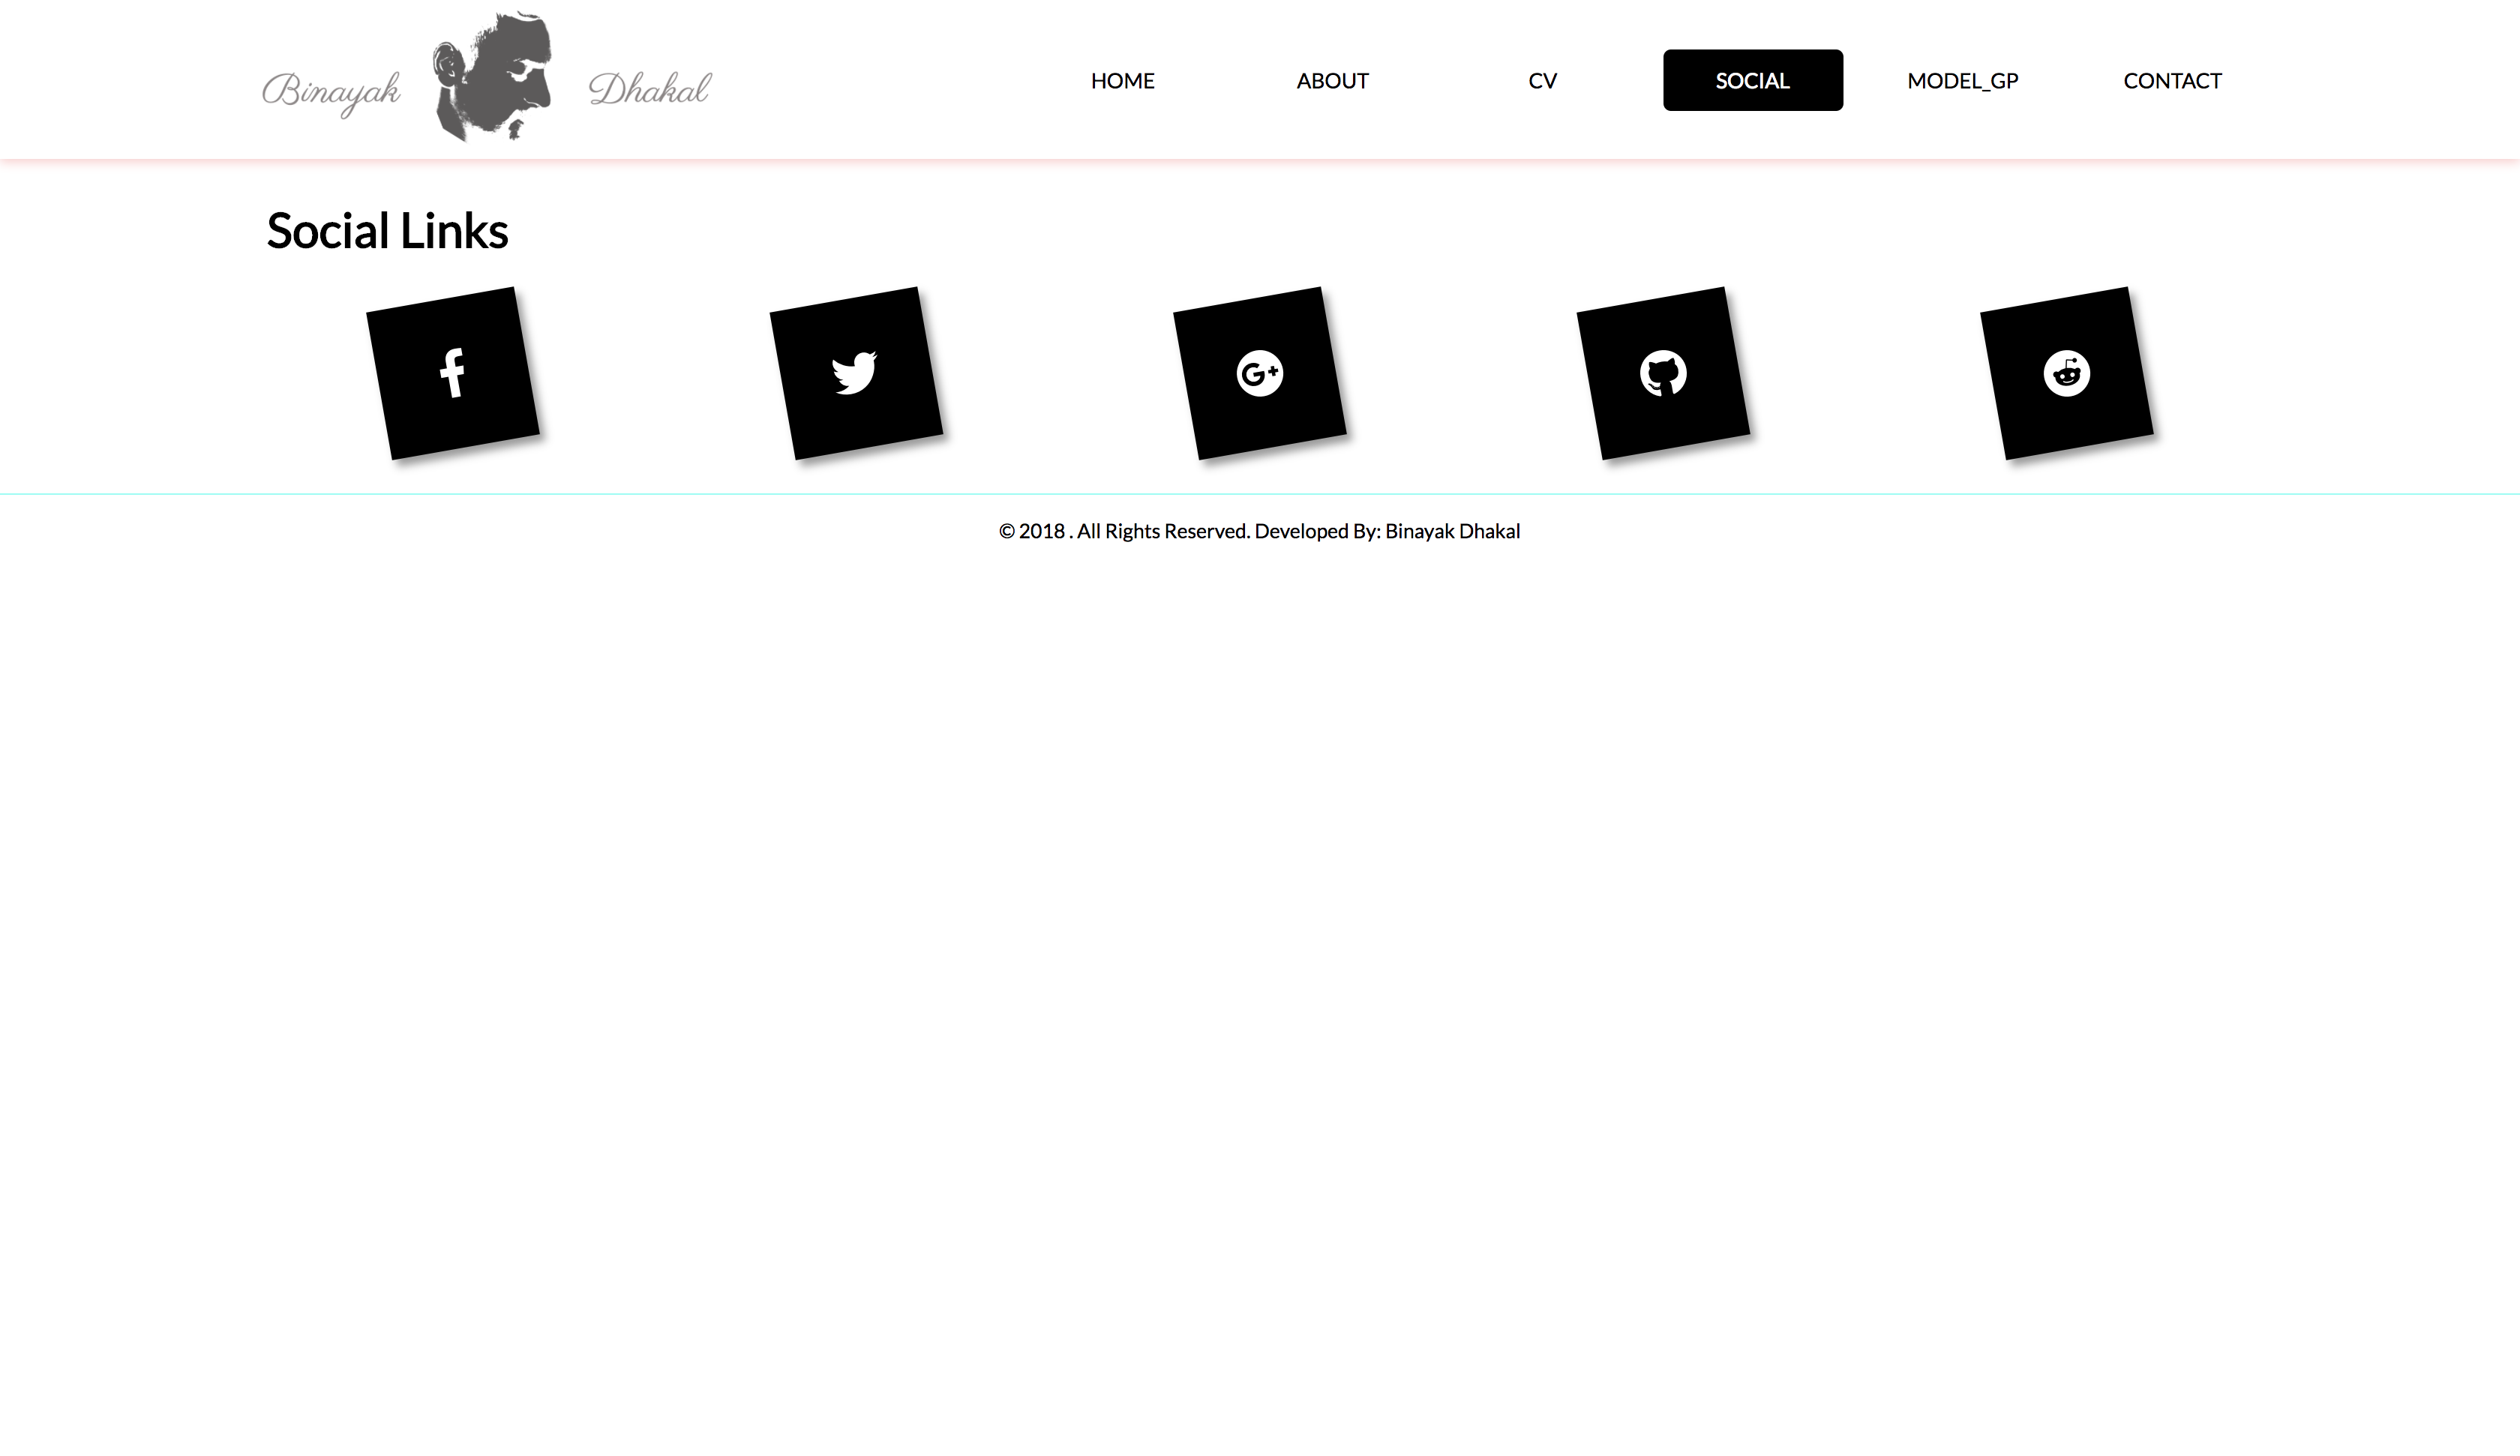 Binayak Dhakal
HOME ABOUT CV SOCIAL MODEL_GP CONTACT
Social Links
© 2018 . All Rights Reserved. Developed By: Binayak Dhakal